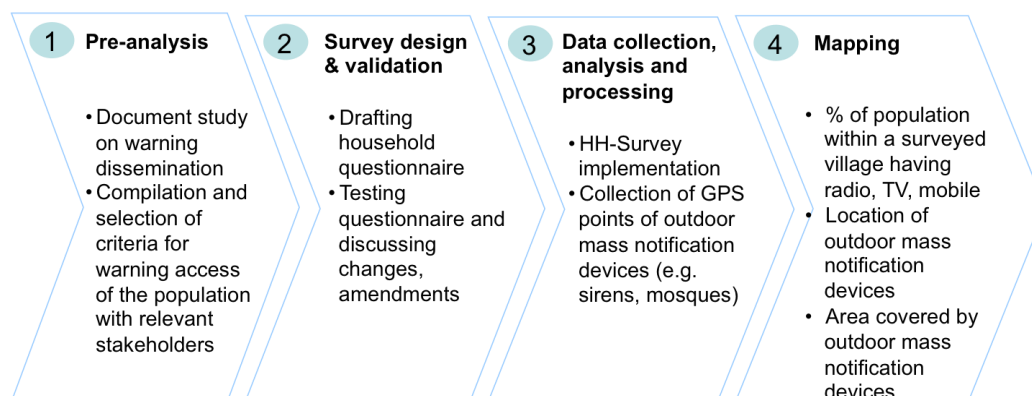 1 Pre-analysis
• Document study
on warning
dissemination
• Compilation and
selection of
criteria for
warning access
of the population
with relevant
stakeholders
2 Survey design
& validation
• Drafting
household
questionnaire
• Testing
questionnaire and
discussing
changes,
amendments
3 Data collection,
analysis and
processing
• HH-Survey
implementation
• Collection of GPS
points of outdoor
mass notification
devices (e.g.
sirens, mosques)
4 Mapping
• % of population
within a surveyed
village having
radio, TV, mobile
• Location of
outdoor mass
notification
devices
• Area covered by
outdoor mass
notification
devices